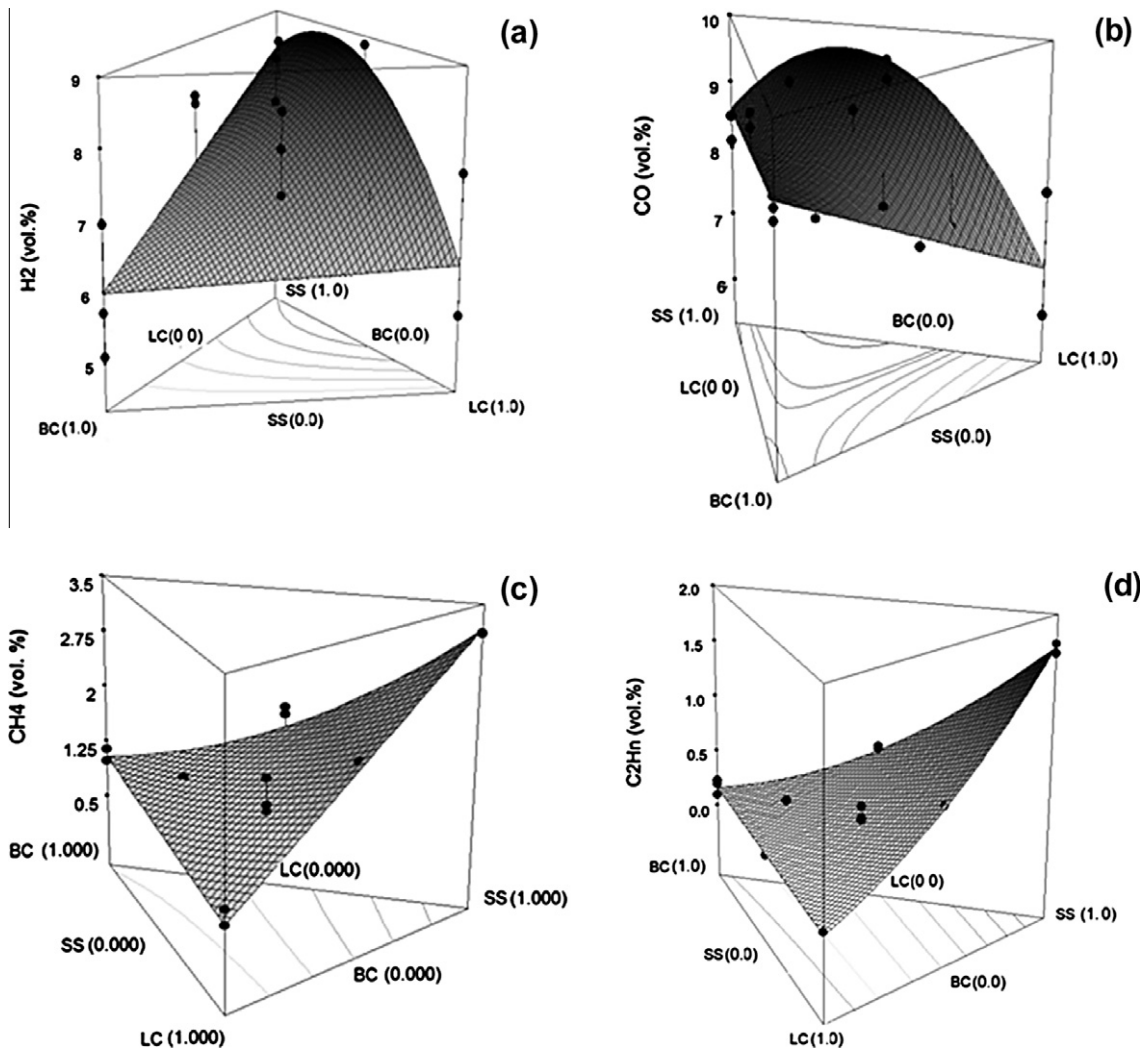 (a)
9
8
7
6
5
H2 (vol.%)
SS (1.0)
LC(0 0)
BC(0.0)
BC(1.0)
SS(0.0)
LC(1.0)
(b)
10
9
8
7
6
CO (vol.%)
SS (1.0)
BC(0.0)
LC(1.0)
LC(0 0)
SS(0.0)
BC(1.0)
(c)
3.5
2.75
2
1.25
0.5
CH4 (vol. %)
BC (1.000)
LC(0.000)
SS (1.000)
SS (0.000)
BC (0.000)
LC (1.000)
(d)
2.0
1.5
1.0
0.5
0.0
C2Hn (vol.%)
BC(1.0)
LC(0 0)
SS (1.0)
SS(0.0)
BC(0.0)
LC(1.0)